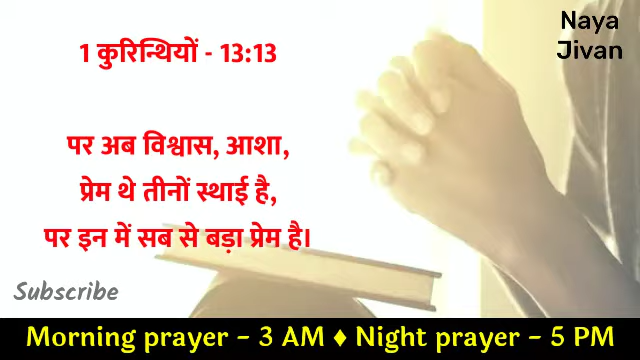 Naya
Jivan
1 कुरिन्थियों - 13:13
पर अब विश्वास, आशा,
प्रेम थे तीनों स्थाई है,
पर इन में सब से बड़ा प्रेम है।
Subscribe
Morning prayer - 3 AM ♦ Night prayer - 5 PM